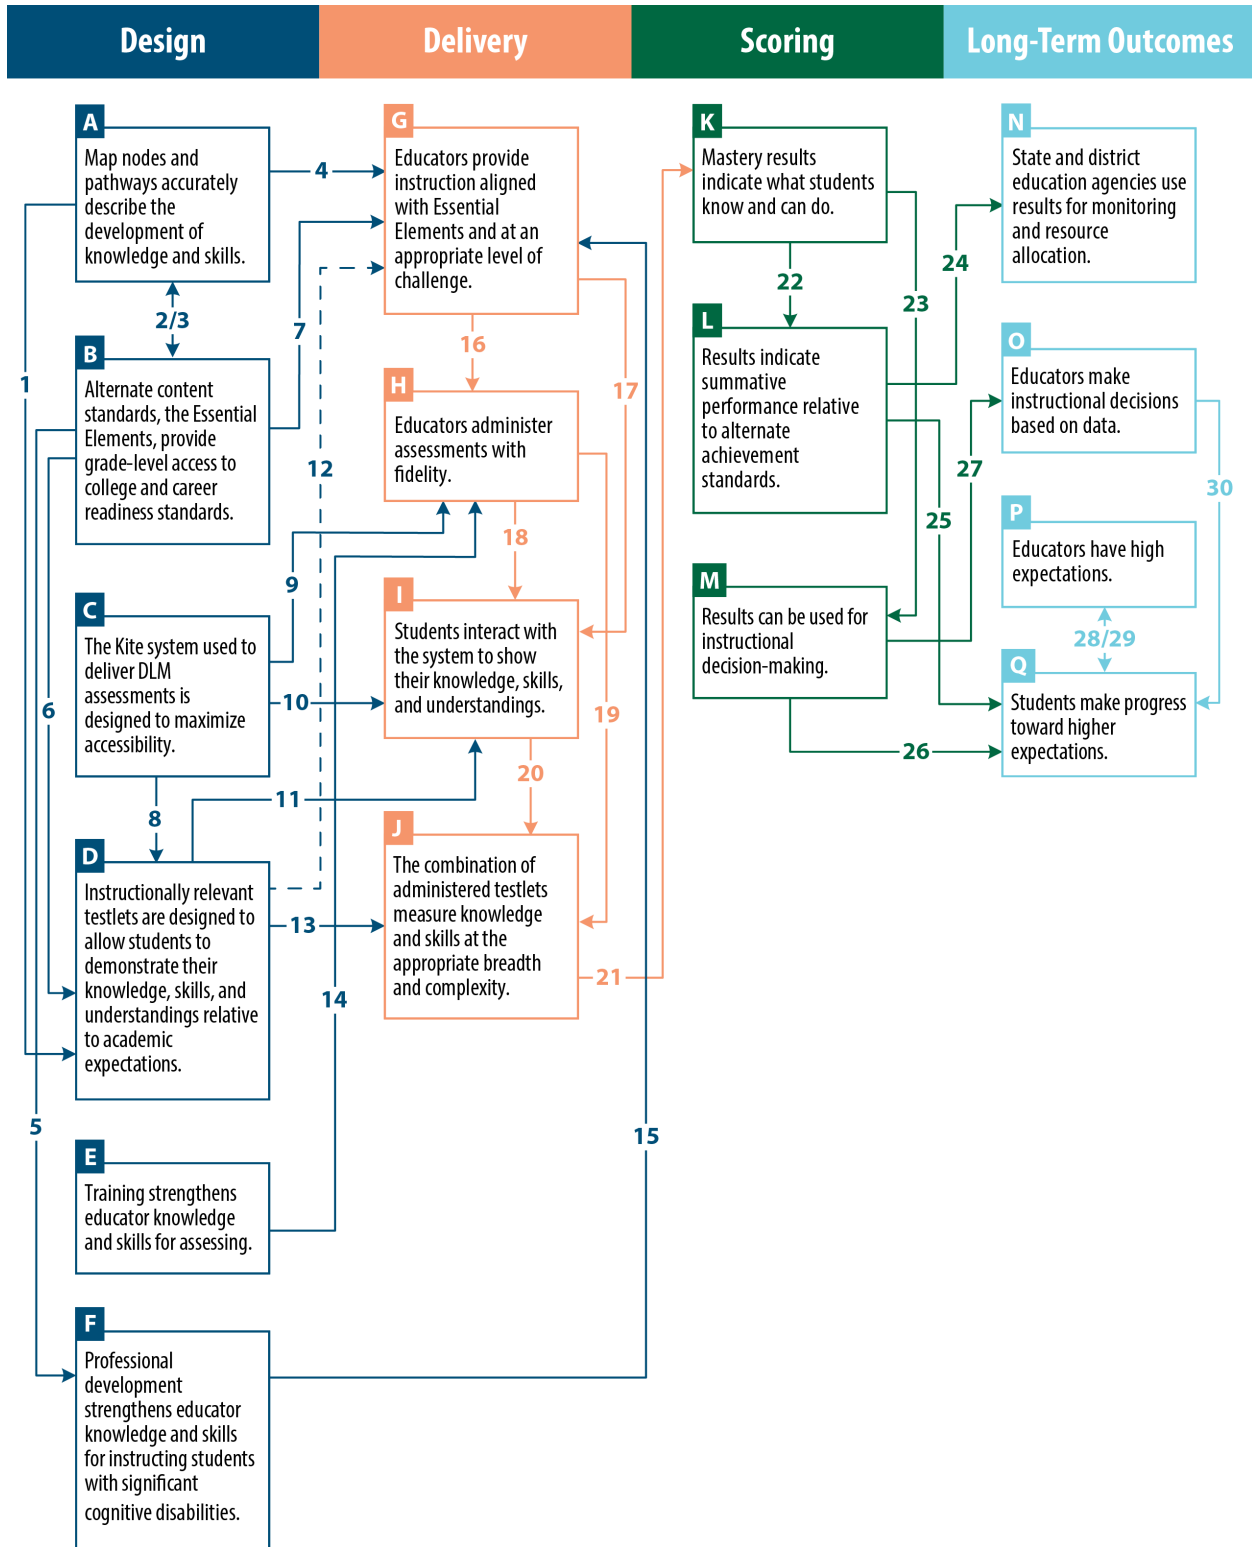 Design
Delivery
Scoring
Long-Term Outcomes
A
Map nodes and
pathways accurately
describe the
development of
knowledge and skills.
2/3
B
Alternate content
standards, the Essential
Elements, provide
grade-level access to
college and career
readiness standards.
1
4
7
12
9
C
The Kite system used to
deliver DLM
assessments is
designed to maximize
accessibility.
6
10
8
11
D
Instructionally relevant
testlets are designed to
allow students to
demonstrate their
knowledge, skills, and
understandings relative
to academic
expectations.
13
14
5
E
Training strengthens
educator knowledge
and skills for assessing.
15
F
Professional
development
strengthens educator
knowledge and skills
for instructing students
with significant
cognitive disabilities.
G
Educators provide
instruction aligned
with Essential
Elements and at an
appropriate level of
challenge.
16
17
H
Educators administer
assessments with
fidelity.
18
I
Students interact with
the system to show
their knowledge, skills,
and understandings.
19
20
J
The combination of
administered testlets
measure knowledge
and skills at the
appropriate breadth
and complexity.
21
K
Mastery results
indicate what students
know and can do.
22
23
24
L
Results indicate
summative
performance relative
to alternate
achievement
standards.
27
25
M
Results can be used for
instructional
decision-making.
26
N
State and district
education agencies use
results for monitoring
and resource
allocation.
O
Educators make
instructional decisions
based on data.
30
P
Educators have high
expectations.
28/29
Q
Students make progress
toward higher
expectations.